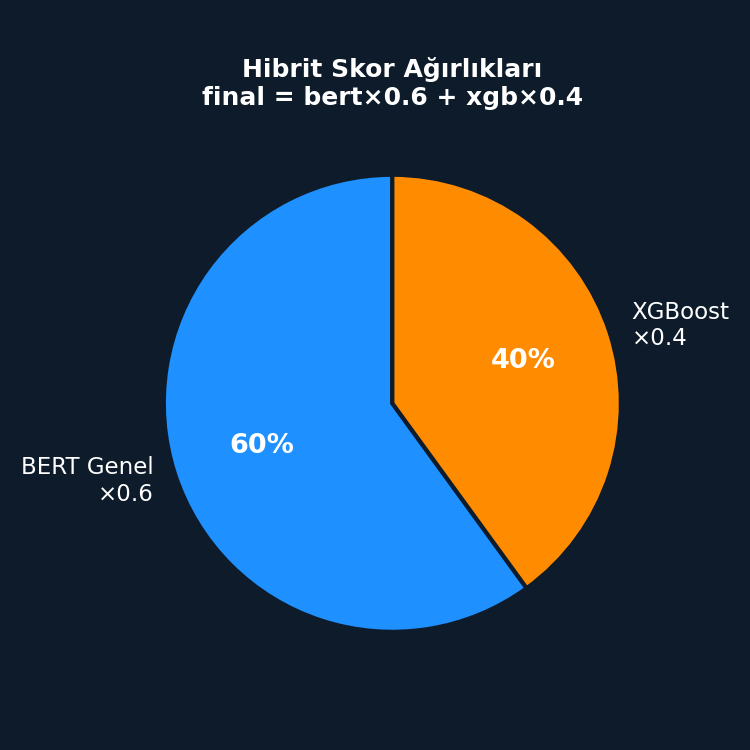 Hibrit Skor Ağırlıkları
final = bert×0.6 + xgb×0.4
XGBoost
×0.4
40%
60%
BERT Genel
×0.6